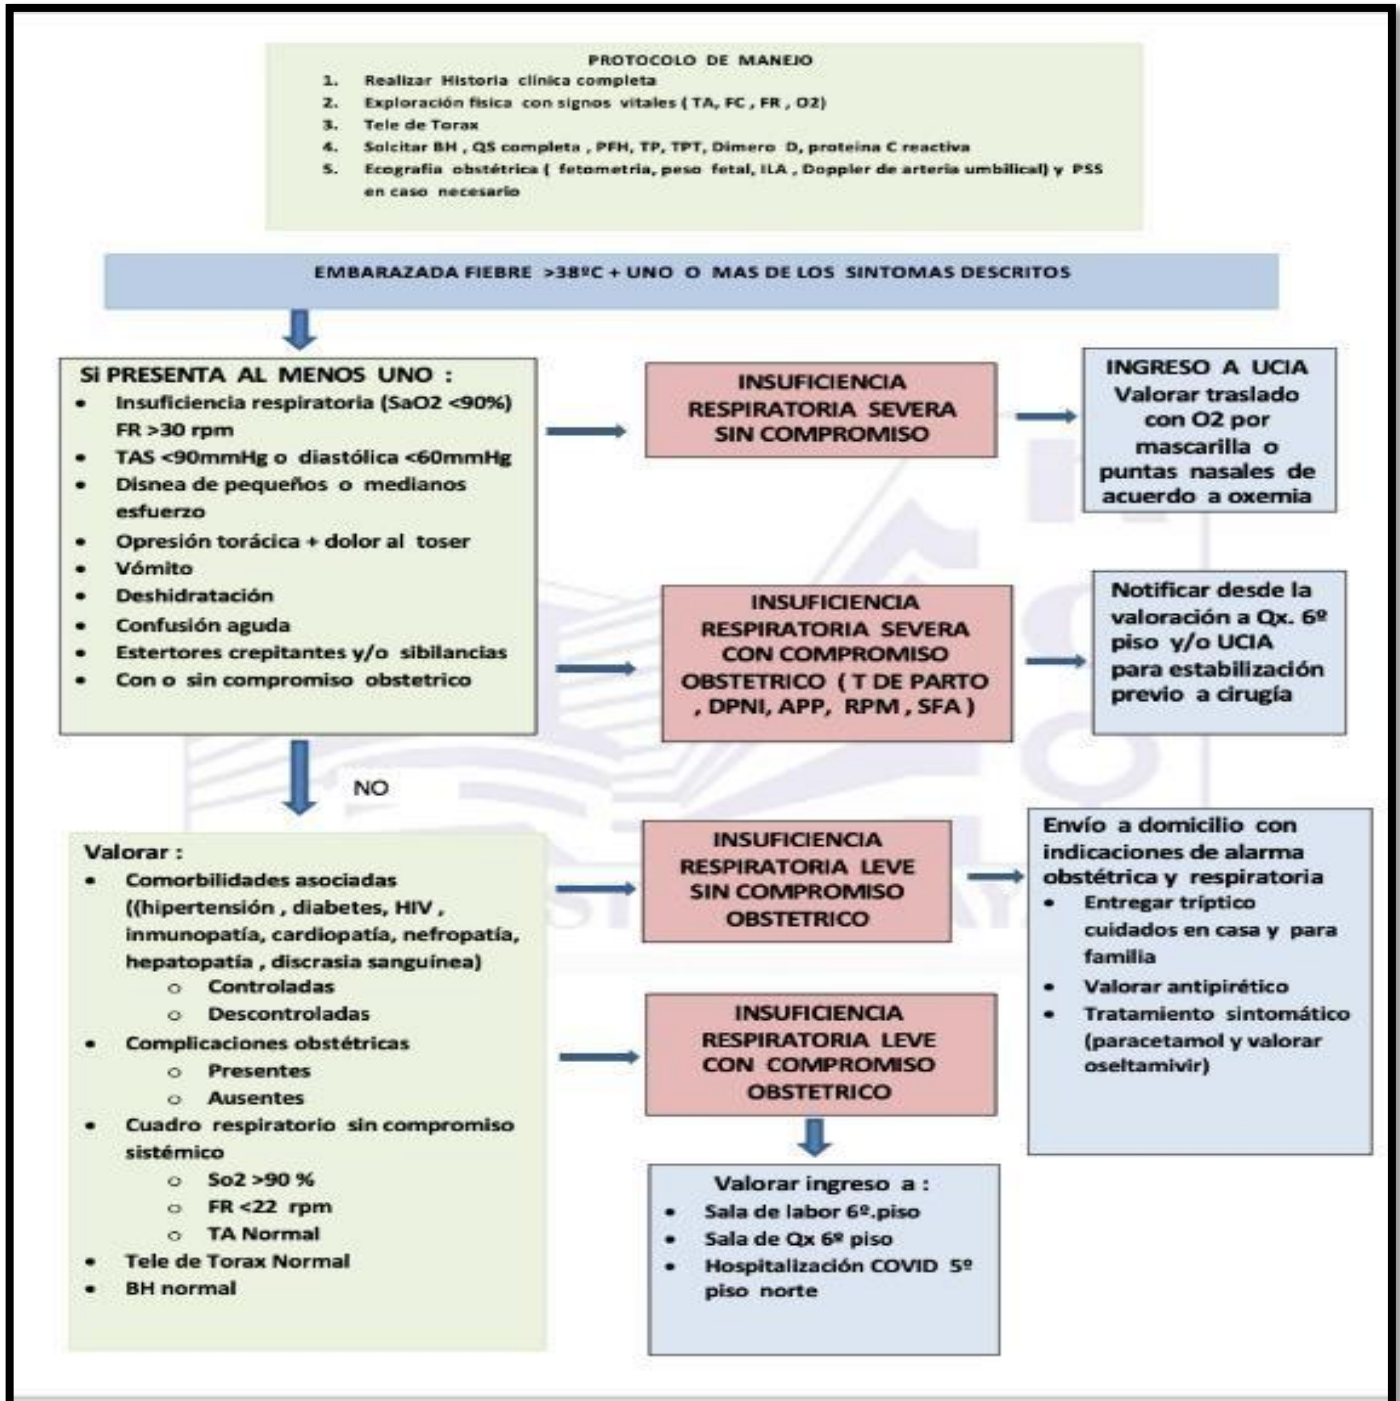 PROTOCOLO DE MANEJO
1. Realizar Historia clínica completa
2. Exploración física con signos vitales ( TA, FC , FR , O2)
3. Tele de Torax
4. Solcitar BH , QS completa , PFH, TP, TPT, Dimero D, proteina C reactiva
5. Ecografía obstétrica ( fetometria, peso fetal, ILA , Doppler de arteria umbilical) y PSS
en caso necesario
EMBARAZADA FIEBRE >38ºC + UNO O MAS DE LOS SINTOMAS DESCRITOS
Si PRESENTA AL MENOS UNO :
• Insuficiencia respiratoria (SaO2 <90%)
FR >30 rpm
• TAS <90mmHg o diastólica <60mmHg
• Disnea de pequeños o medianos
esfuerzo
• Opresión torácica + dolor al toser
• Vómito
• Deshidratación
• Confusión aguda
• Estertores crepitantes y/o sibilancias
• Con o sin compromiso obstetrico
INSUFICIENCIA
RESPIRATORIA SEVERA
SIN COMPROMISO
INGRESO A UCIA
Valorar traslado
con O2 por
mascarilla o
puntas nasales de
acuerdo a oxemia
INSUFICIENCIA
RESPIRATORIA SEVERA
CON COMPROMISO
OBSTETRICO ( T DE PARTO
, DPNI, APP, RPM , SFA )
Notificar desde la
valoración a Qx. 6º
piso y/o UCIA
para estabilización
previo a cirugía
NO
Valorar :
• Comorbilidades asociadas
((hipertensión , diabetes, HIV ,
inmunopatía, cardiopatía, nefropatía,
hepatopatía , discrasia sanguínea)
o Controladas
o Descontroladas
• Complicaciones obstétricas
o Presentes
o Ausentes
• Cuadro respiratorio sin compromiso
sistémico
o So2 >90 %
o FR <22 rpm
o TA Normal
• Tele de Torax Normal
• BH normal
INSUFICIENCIA
RESPIRATORIA LEVE
SIN COMPROMISO
OBSTETRICO
Envío a domicilio con
indicaciones de alarma
obstétrica y respiratoria
• Entregar tríptico
cuidados en casa y para
familia
• Valorar antipirético
• Tratamiento sintomático
(paracetamol y valorar
oseltamivir)
INSUFICIENCIA
RESPIRATORIA LEVE
CON COMPROMISO
OBSTETRICO
Valorar ingreso a :
• Sala de labor 6º.piso
• Sala de Qx 6º piso
• Hospitalización COVID 5º
piso norte